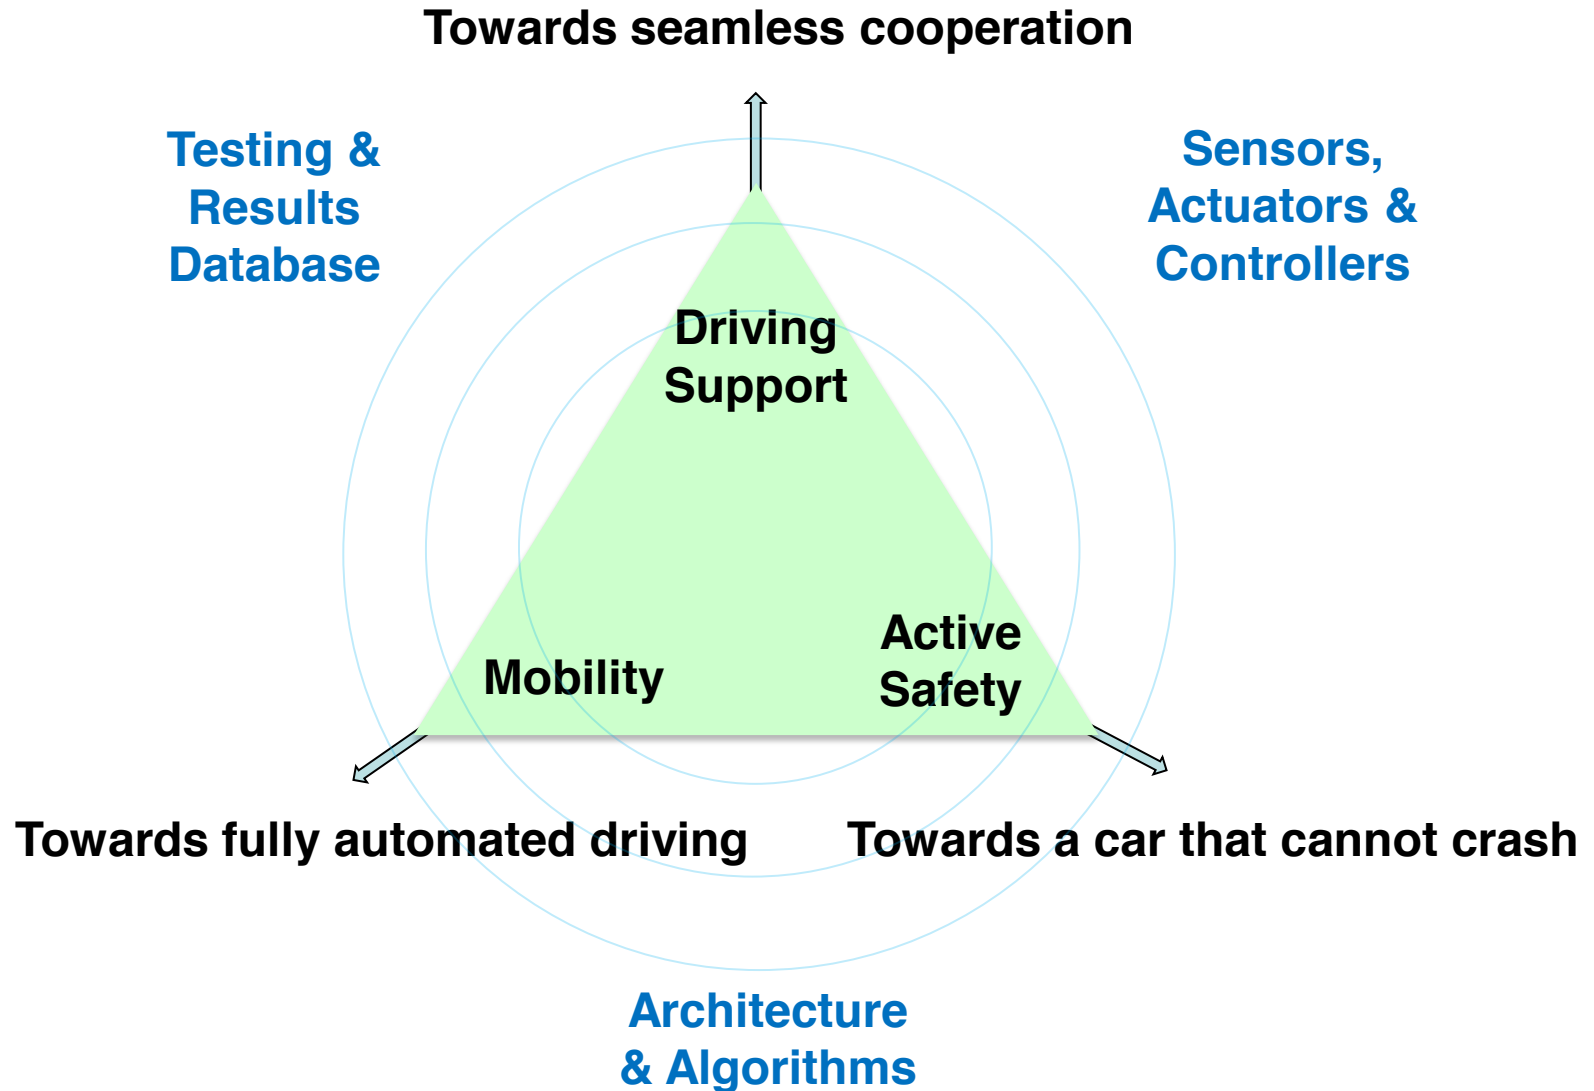 Towards seamless cooperation
Testing &
Results
Database
Sensors,
Actuators &
Controllers
Driving
Support
Mobility
Active
Safety
Towards fully automated driving
Towards a car that cannot crash
Architecture
& Algorithms